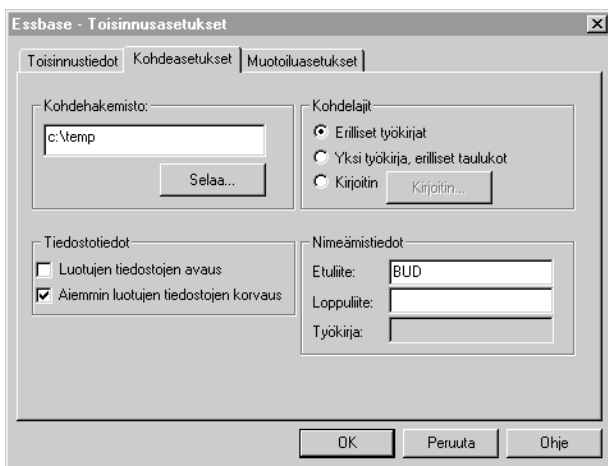 Essbase - Toisinnusasetukset
Toisinnustiedot
Kohdeasetukset
Muotoiluasetukset
Kohdehakemisto:
c:\temp
Selaa...
Kohdelajit
Erilliset työkirjat
Yksi työkirja, erilliset taulukot
Kirjoitin
Kirjoitin...
Tiedostotiedot
Luotujen tiedostojen avaus
Aiemmin luotujen tiedostojen korvaus
Nimeämistiedot
Etuliite:
BUD
Loppuliite:
Työkirja:
OK
Peruuta
Ohje